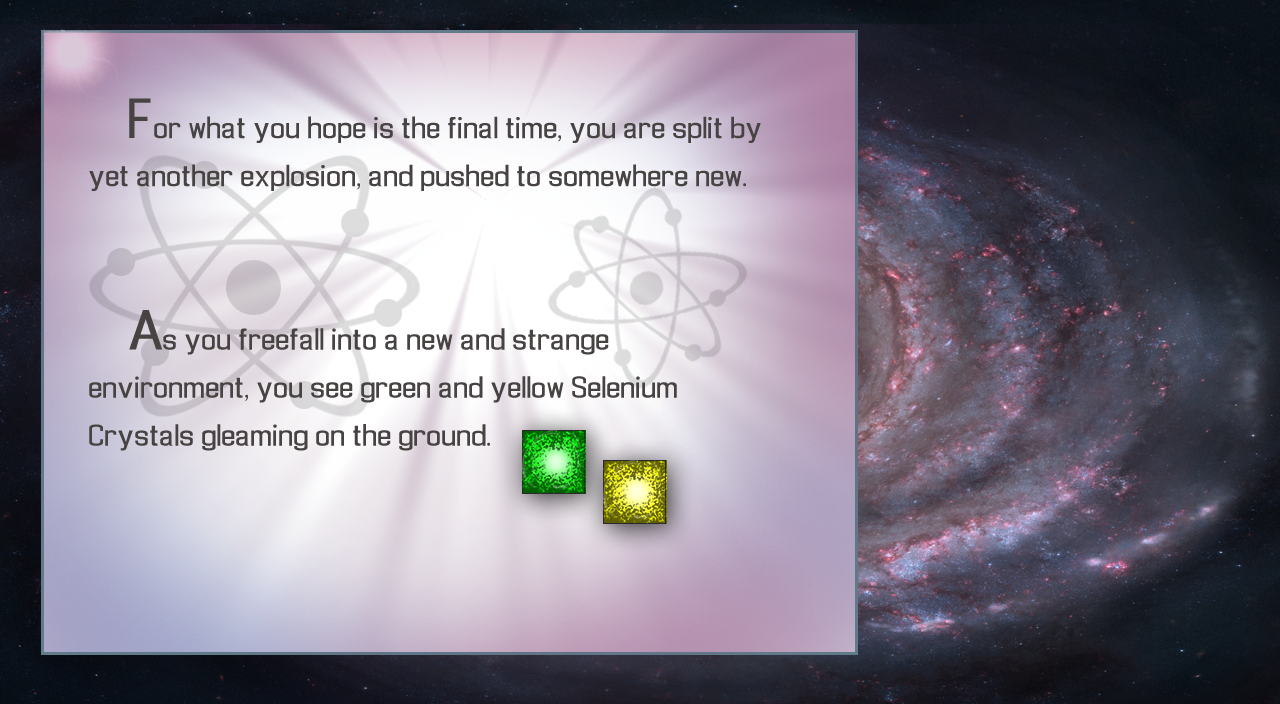 For what you hope is the final time, you are split by
yet another explosion, and pushed to somewhere new.
As you freefall into a new and strange
environment, you see green and yellow Selenium
Crystals gleaming on the ground.